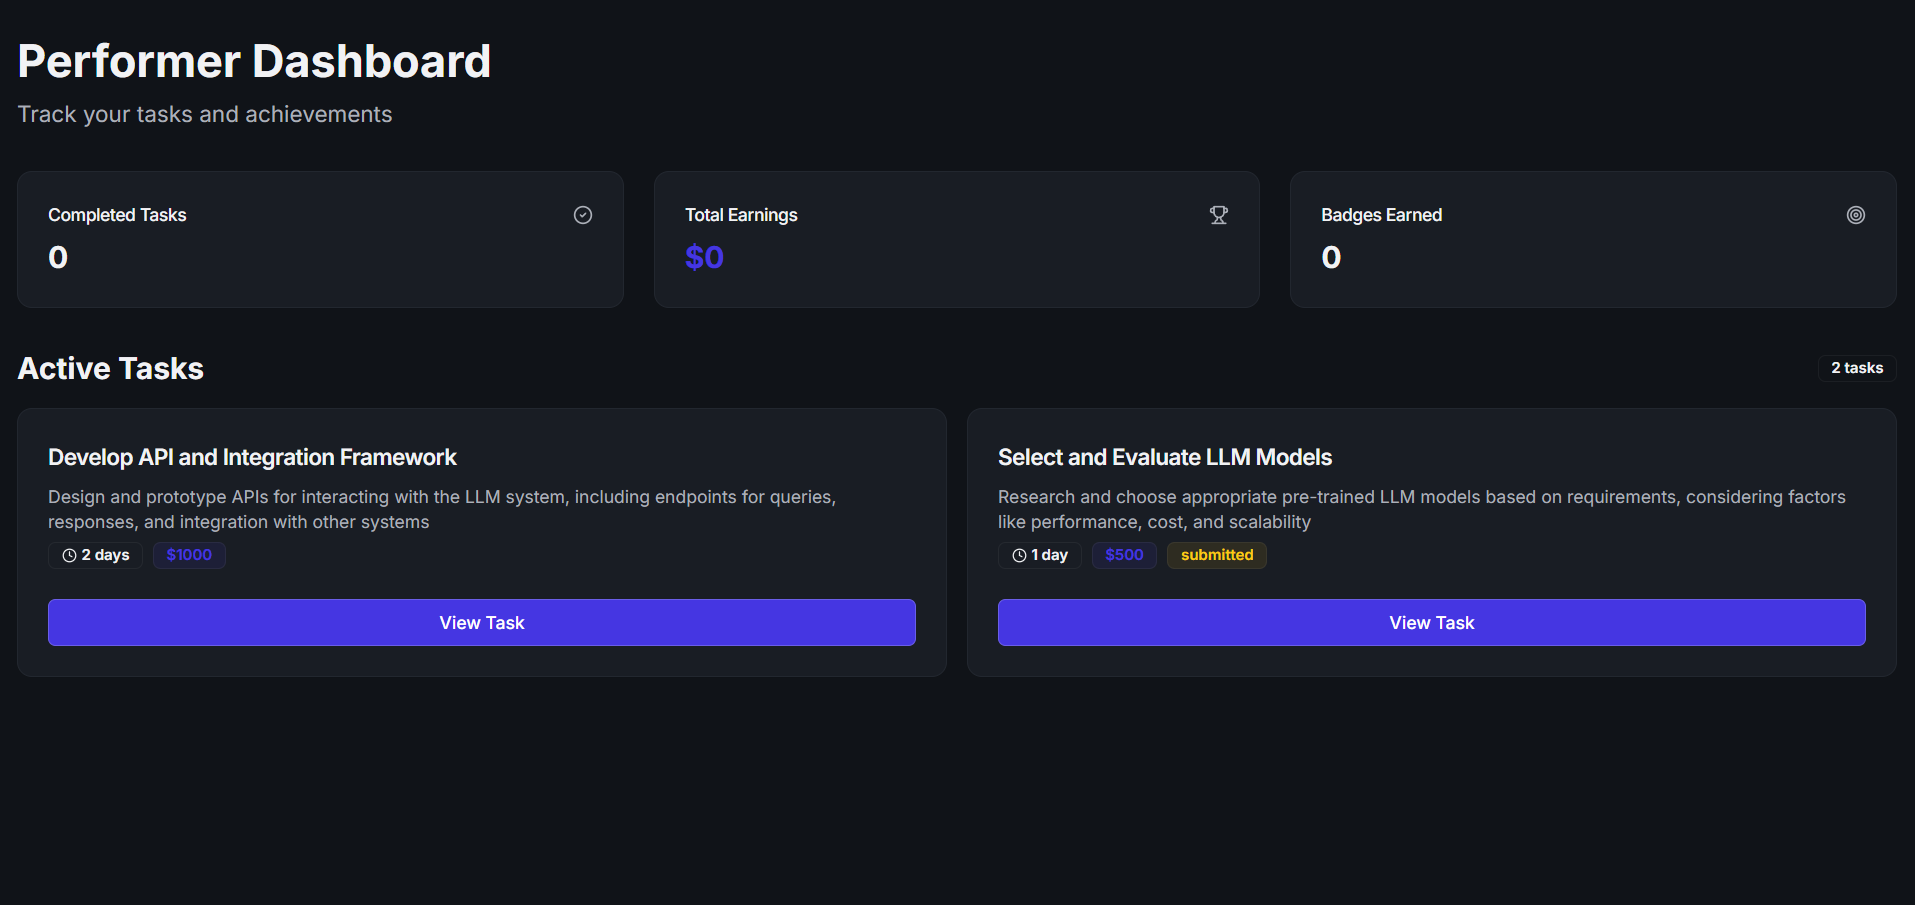 Performer Dashboard
Track your tasks and achievements
Completed Tasks
0
Total Earnings
$0
Badges Earned
0
Active Tasks
2 tasks
Develop API and Integration Framework
Design and prototype APIs for interacting with the LLM system, including endpoints for queries,
responses, and integration with other systems
2 days
$1000
View Task
Select and Evaluate LLM Models
Research and choose appropriate pre-trained LLM models based on requirements, considering factors
like performance, cost, and scalability
1 day
$500
submitted
View Task